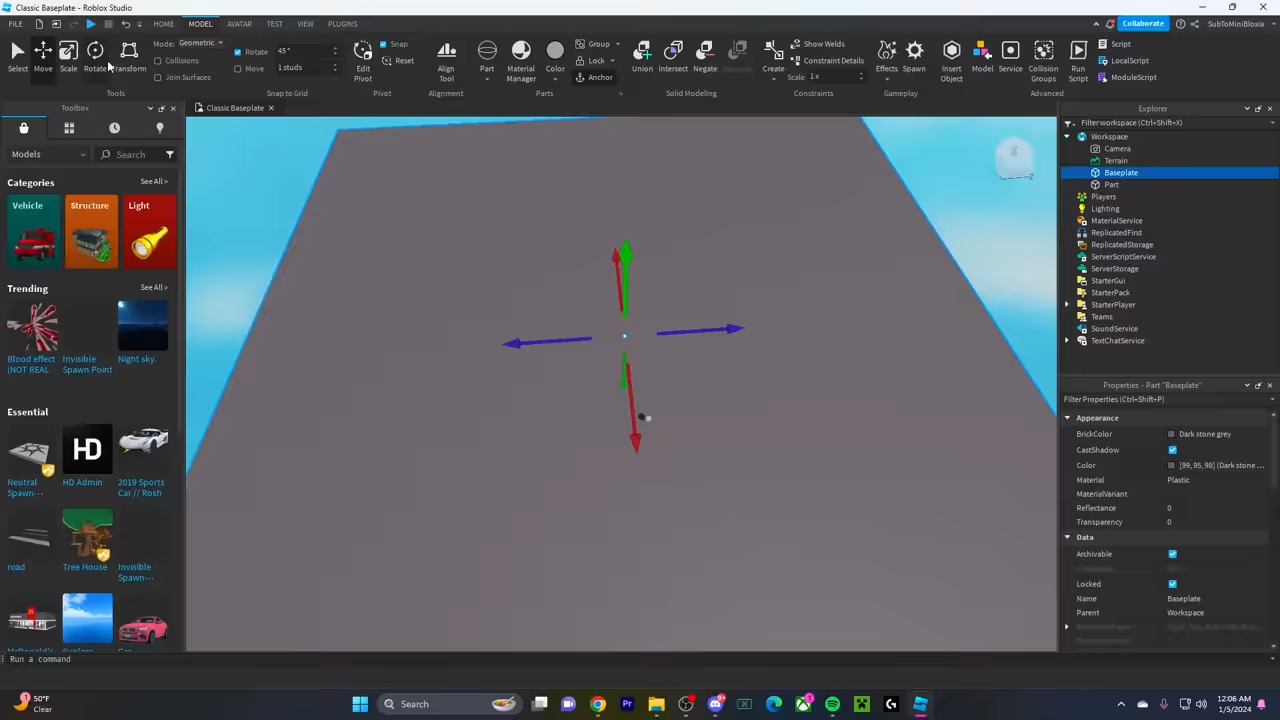 Classic Baseplate - Roblox Studio
FILE
HOME
MODEL
AVATAR
TEST
VIEW
PLUGINS
Collaborate
SubToMiniBloxia
Select
Move
Scale
Rotate
Transform
Tools
Mode: Geometric
Collisions
Join Surfaces
Rotate 45°
Move 1 studs
Snap to Grid
Edit Pivot
Snap
Reset
Pivot
Align Tool
Alignment
Part
Material Manager
Color
Group
Lock
Anchor
Parts
Union
Intersect
Negate
Solid Modeling
Create
Show Welds
Constraint Details
Scale: 1 x
Constraints
Effects
Spawn
Gameplay
Insert Object
Model
Service
Collision Groups
Run Script
Script
LocalScript
ModuleScript
Advanced
Toolbox
Models
Search
Categories
See All >
Vehicle
Structure
Light
Trending
See All >
Blood effect (NOT REAL
Invisible Spawn Point
Night sky.
Essential
See All >
Neutral Spawn···
HD
HD Admin
2019 Sports Car // Rosh
road
Tree House
Invisible Spawn···
Classic Baseplate
Explorer
Filter workspace (Ctrl+Shift+X)
Workspace
Camera
Terrain
Baseplate
Part
Players
Lighting
MaterialService
ReplicatedFirst
ReplicatedStorage
ServerScriptService
ServerStorage
StarterGui
StarterPack
StarterPlayer
Teams
SoundService
TextChatService
Properties - Part "Baseplate"
Filter Properties (Ctrl+Shift+P)
Appearance
BrickColor Dark stone grey
CastShadow
Color [99, 95, 98] (Dark stone ...
Material Plastic
MaterialVariant
Reflectance 0
Transparency 0
Data
Archivable
Locked
Name Baseplate
Parent Workspace
Run a command
50°F
Clear
Search
12:06 AM
1/5/2024